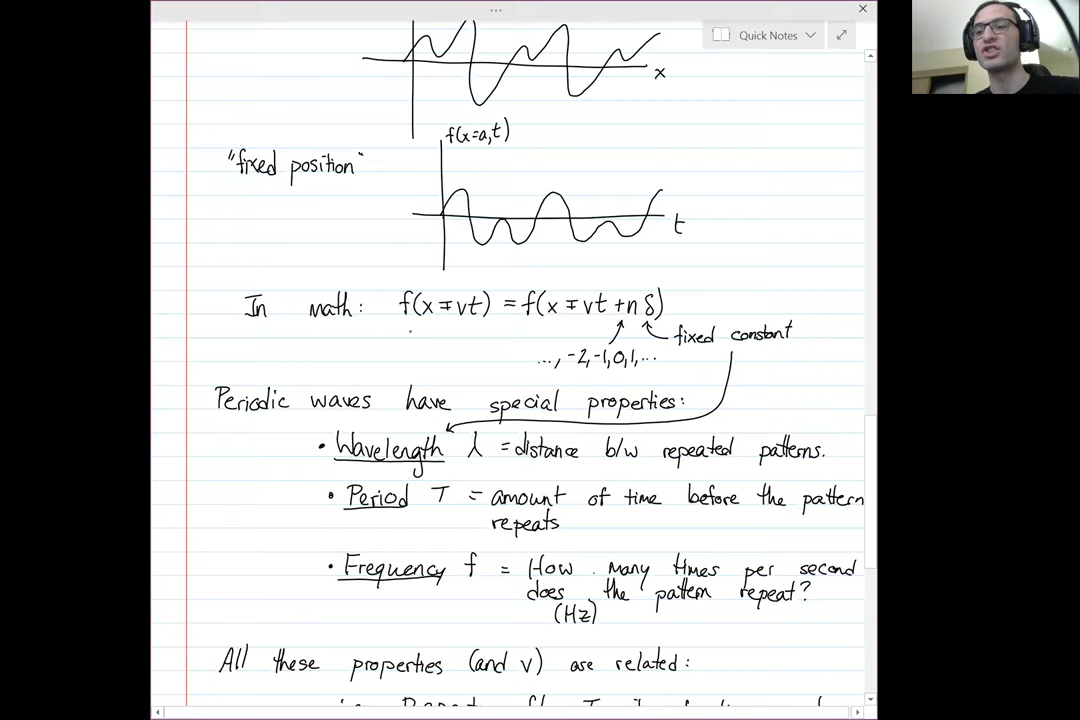 Quick Notes
x
f(x=a,t)
"fixed position"
t
In math: f(x ∓ vt) = f(x ∓ vt + n δ)
fixed constant
..., -2, -1, 0, 1, ...
Periodic waves have special properties:
• Wavelength λ = distance b/w repeated patterns.
• Period T = amount of time before the pattern
repeats
• Frequency f = How many times per second
does the pattern repeat?
(Hz)
All these properties (and v) are related: